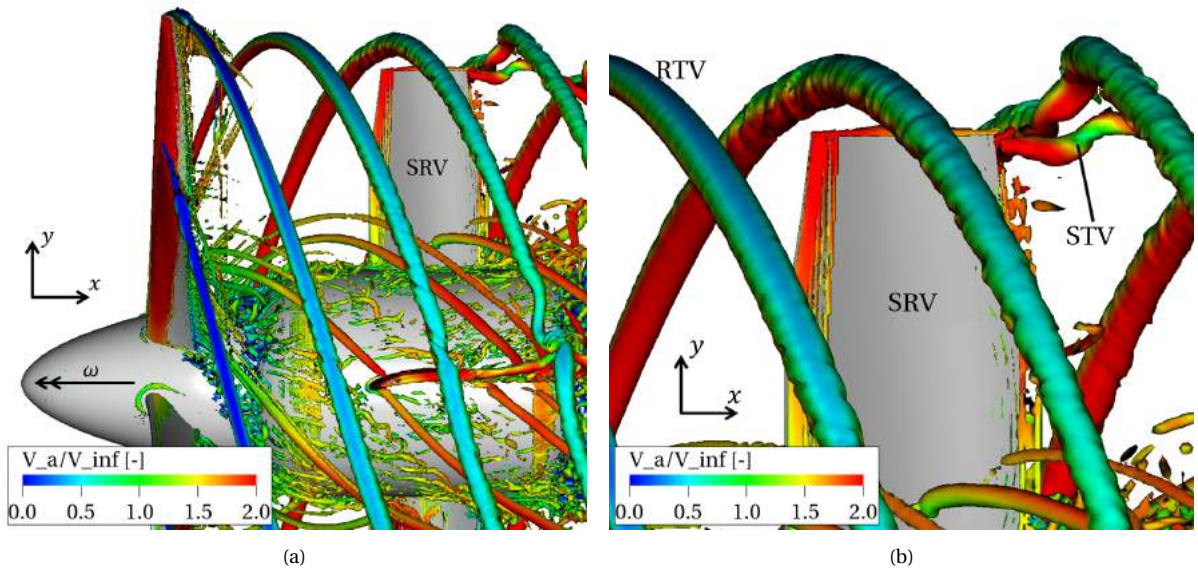 SRV
y
x
ω
V_a/V_inf [-]
0.0 0.5 1.0 1.5 2.0
(a)
RTV
STV
SRV
y
x
V_a/V_inf [-]
0.0 0.5 1.0 1.5 2.0
(b)